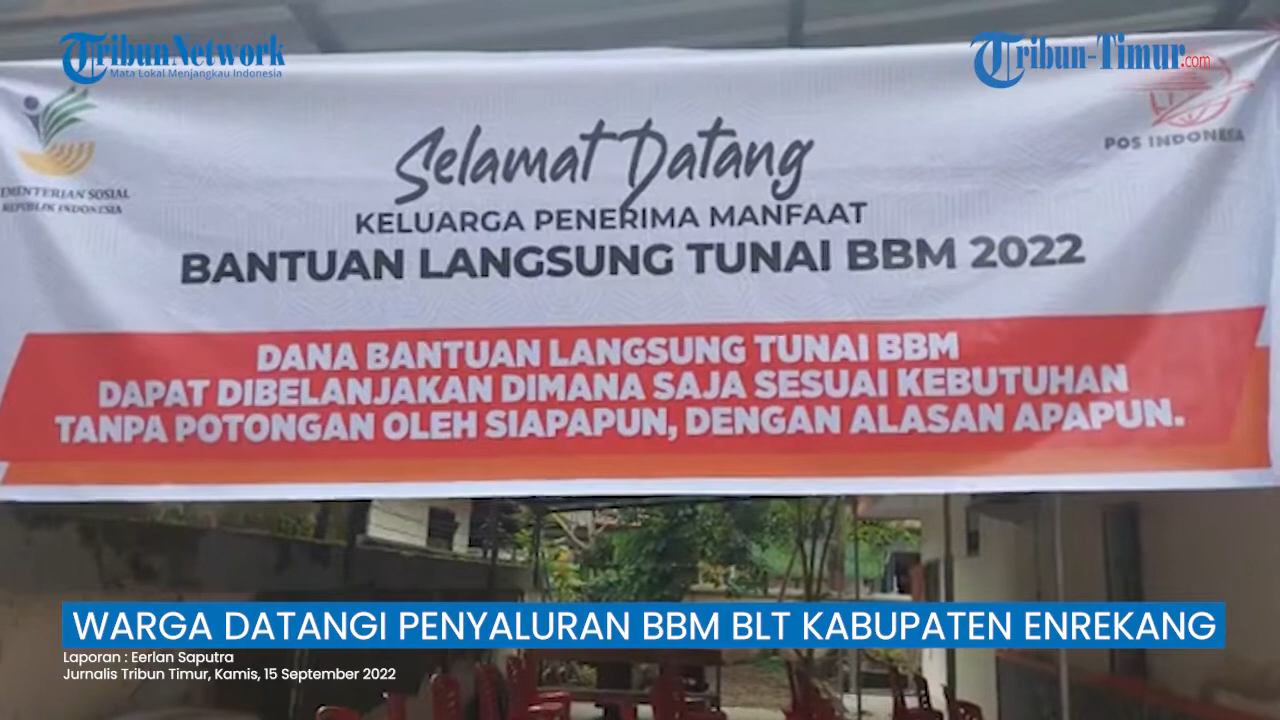 TribunNetwork
Mata Lokal Menjangkau Indonesia
Tribun-Timur.com
KEMENTERIAN SOSIAL
REPUBLIK INDONESIA
POS INDONESIA
Selamat Datang
KELUARGA PENERIMA MANFAAT
BANTUAN LANGSUNG TUNAI BBM 2022
DANA BANTUAN LANGSUNG TUNAI BBM
DAPAT DIBELANJAKAN DIMANA SAJA SESUAI KEBUTUHAN
TANPA POTONGAN OLEH SIAPAPUN, DENGAN ALASAN APAPUN.
WARGA DATANGI PENYALURAN BBM BLT KABUPATEN ENREKANG
Laporan : Eerlan Saputra
Jurnalis Tribun Timur, Kamis, 15 September 2022